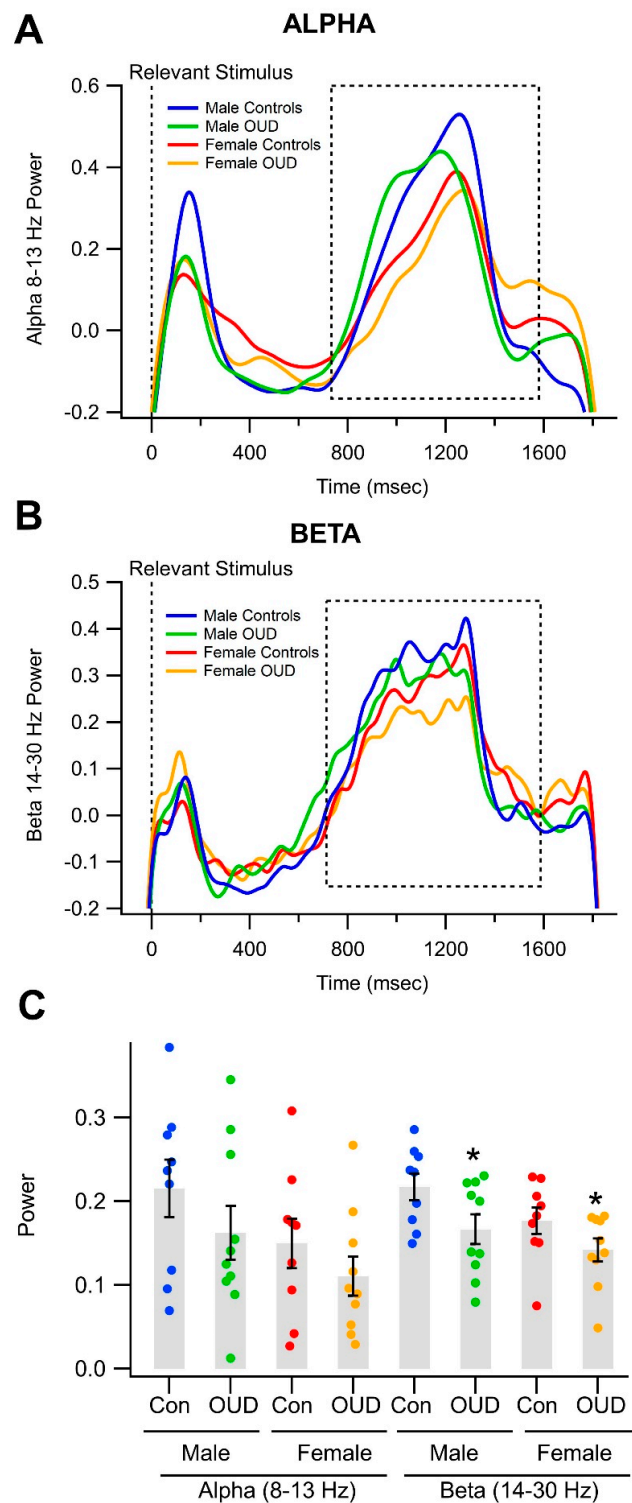 A
ALPHA
Relevant Stimulus
Male Controls
Male OUD
Female Controls
Female OUD
Alpha 8-13 Hz Power
0.6
0.4
0.2
0.0
-0.2
0 400 800 1200 1600
Time (msec)
B
BETA
Relevant Stimulus
Male Controls
Male OUD
Female Controls
Female OUD
Beta 14-30 Hz Power
0.5
0.4
0.3
0.2
0.1
0.0
-0.1
-0.2
0 400 800 1200 1600
Time (msec)
C
Power
0.3
0.2
0.1
0.0
* *
Con OUD Con OUD Con OUD Con OUD
Male Female Male Female
Alpha (8-13 Hz) Beta (14-30 Hz)